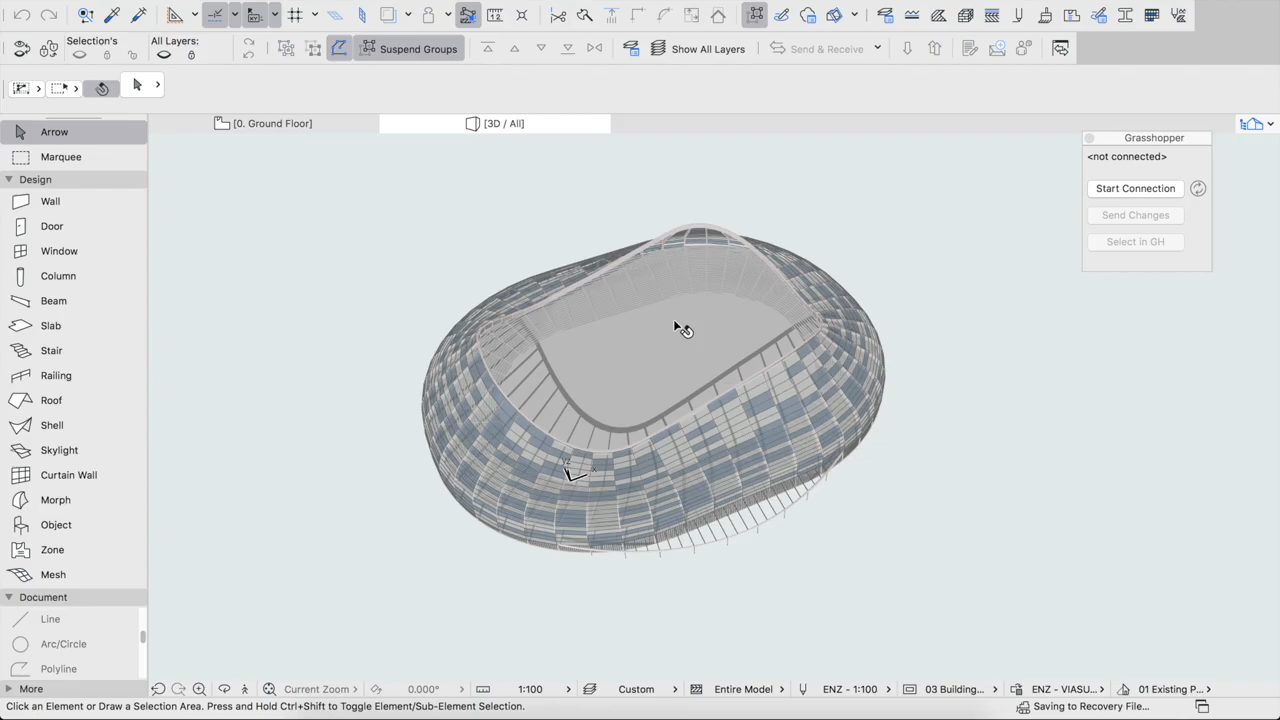 Selection's
All Layers:
Suspend Groups
Show All Layers
Send & Receive
[0. Ground Floor]
[3D / All]
Arrow
Marquee
Design
Wall
Door
Window
Column
Beam
Slab
Stair
Railing
Roof
Shell
Skylight
Curtain Wall
Morph
Object
Zone
Mesh
Document
Line
Arc/Circle
Polyline
More
Grasshopper
<not connected>
Start Connection
Send Changes
Select in GH
Current Zoom
0.000°
1:100
Custom
Entire Model
ENZ - 1:100
03 Building...
ENZ - VIASU...
01 Existing P...
Click an Element or Draw a Selection Area. Press and Hold Ctrl+Shift to Toggle Element/Sub-Element Selection.
Saving to Recovery File...